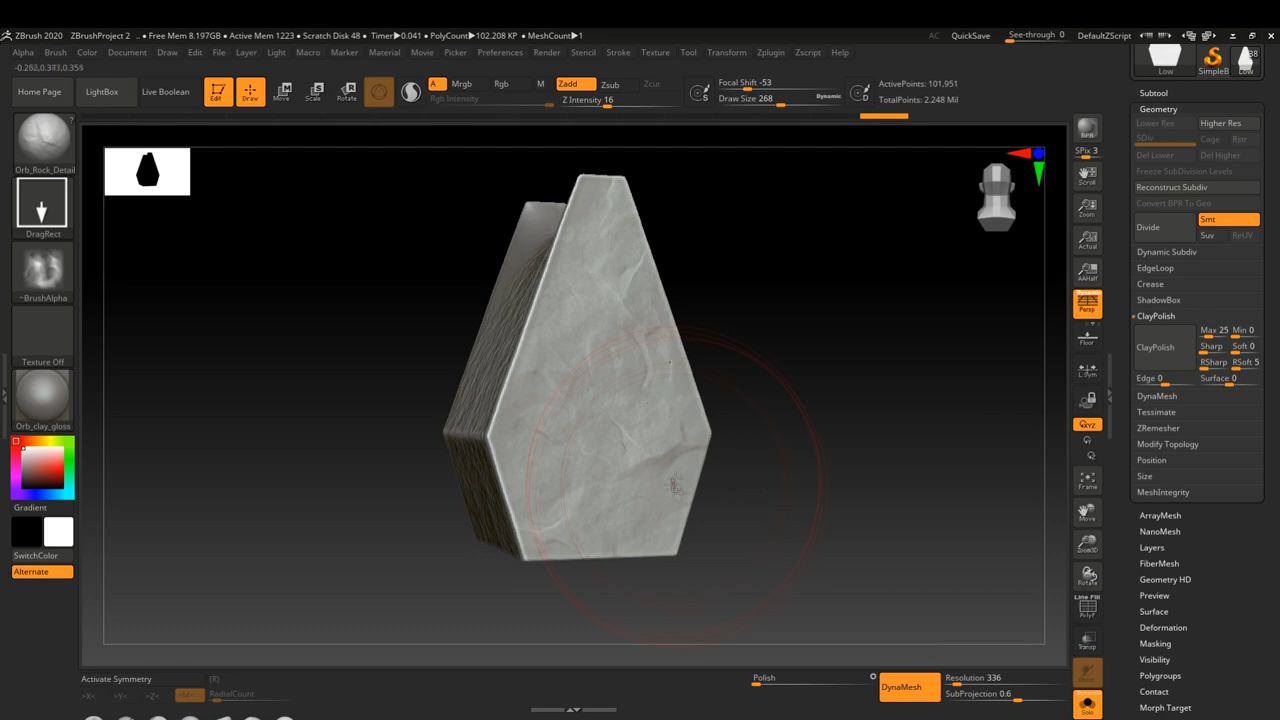 ZBrush 2020 ZBrushProject 2 .. • Free Mem 8.197GB • Active Mem 1223 • Scratch Disk 48 • Timer▶0.041 • PolyCount▶102.208 KP • MeshCount▶1
AC QuickSave See-through 0 DefaultZScript
Alpha Brush Color Document Draw Edit File Layer Light Macro Marker Material Movie Picker Preferences Render Stencil Stroke Texture Tool Transform Zplugin Zscript Help
-0.262,0.383,0.356
Home Page LightBox Live Boolean Edit Draw Move Scale Rotate
A Mrgb Rgb M Zadd Zsub Zcut
Rgb Intensity Z Intensity 16
Focal Shift -53
Draw Size 268 Dynamic
S D
ActivePoints: 101,951
TotalPoints: 2.248 Mil
Orb_Rock_Detail
DragRect
~BrushAlpha
Texture Off
Orb_clay_gloss
Gradient
SwitchColor
Alternate
BPR
SPix 3
Scroll
Zoom
Actual
AAHalf
Dynamic
Persp
Floor
L.Sym
XYZ
Frame
Move
Zoom3D
Rotate
Line Fill
PolyF
Transp
Solo
Low SimpleB Low
38
Subtool
Geometry
Lower Res Higher Res
SDiv Cage Rstr
Del Lower Del Higher
Freeze SubDivision Levels
Reconstruct Subdiv
Convert BPR To Geo
Divide Smt
Suv ReUV
Dynamic Subdiv
EdgeLoop
Crease
ShadowBox
ClayPolish
ClayPolish Max 25 Min 0
Sharp Soft 0
RSharp RSoft 5
Edge 0 Surface 0
DynaMesh
Tessimate
ZRemesher
Modify Topology
Position
Size
MeshIntegrity
ArrayMesh
NanoMesh
Layers
FiberMesh
Geometry HD
Preview
Surface
Deformation
Masking
Visibility
Polygroups
Contact
Morph Target
Activate Symmetry (R)
>X< >Y< >Z< >M< RadialCount
Polish
DynaMesh
Resolution 336
SubProjection 0.6